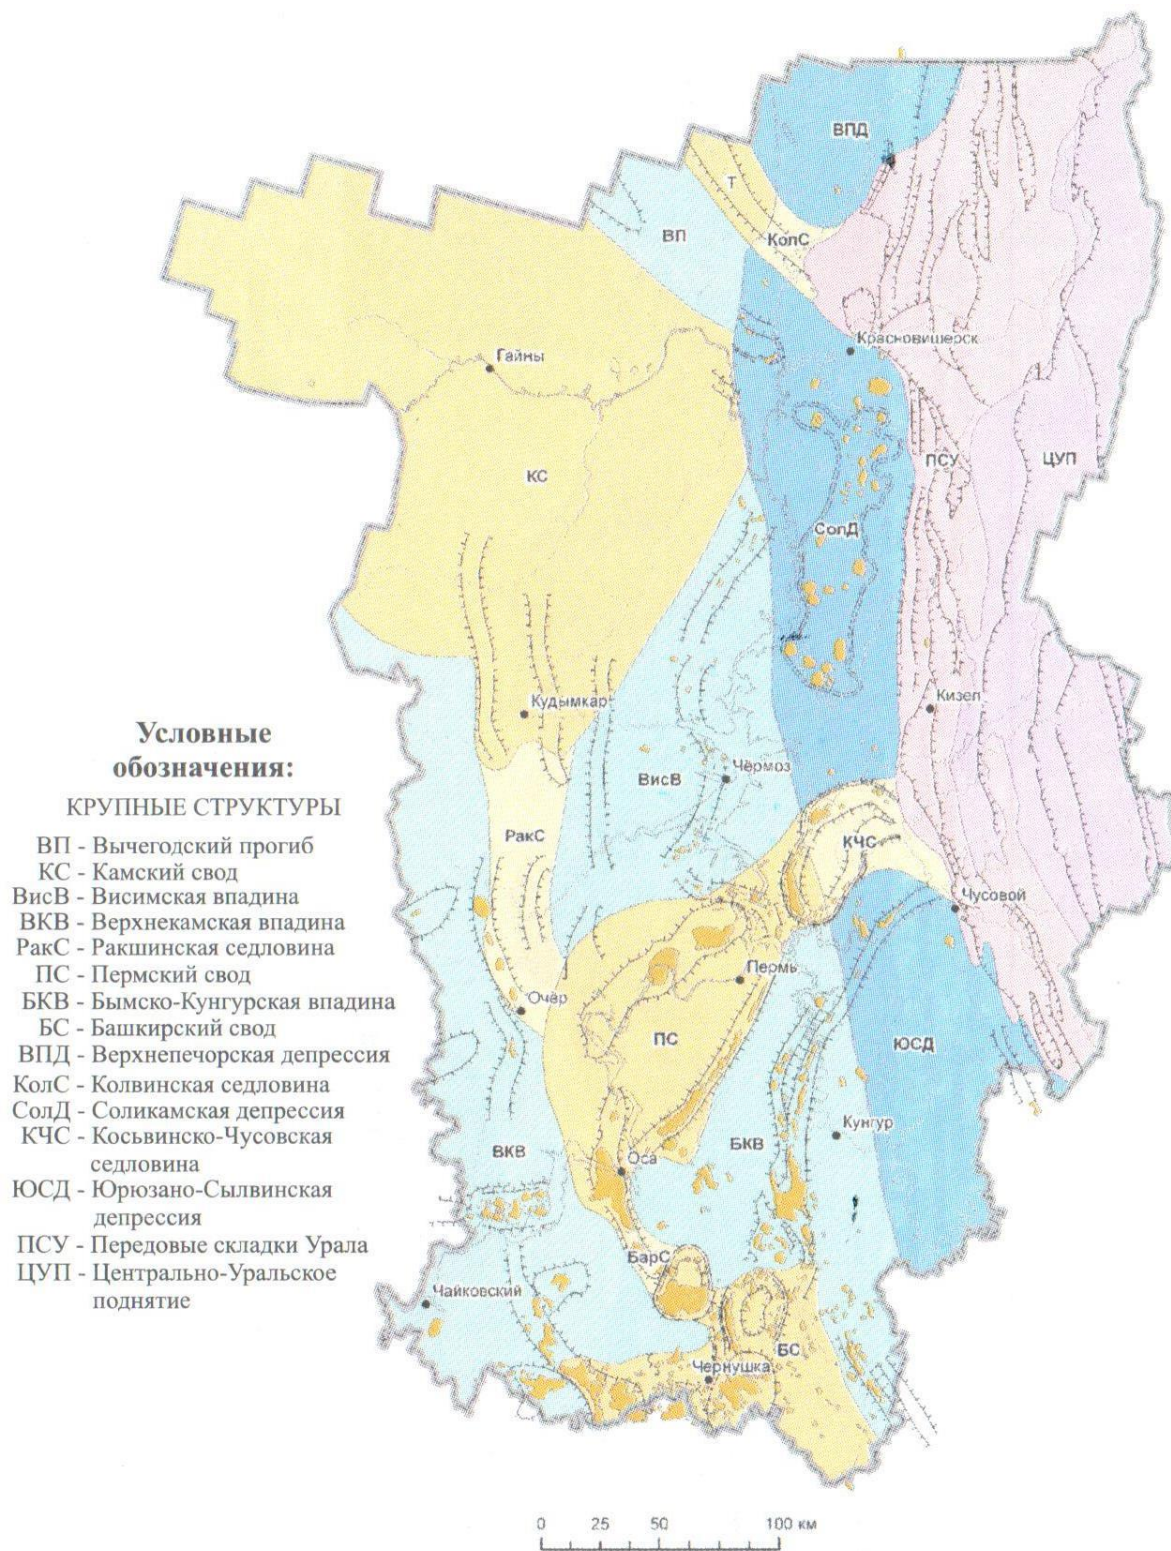 ВПД
Т
ВП
КолС
Красновишерск
Гайны
КС
ПСУ
ЦУП
СолД
Кудымкар
Кизел
ВисВ
Чёрмоз
РакС
КЧС
Чусовой
Пермь
Очёр
ПС
ЮСД
Кунгур
ВКВ
БКВ
Оса
БарС
Чайковский
БС
Чернушка
Условные
обозначения:
КРУПНЫЕ СТРУКТУРЫ
ВП - Вычегодский прогиб
КС - Камский свод
ВисВ - Висимская впадина
ВКВ - Верхнекамская впадина
РакС - Ракшинская седловина
ПС - Пермский свод
БКВ - Бымско-Кунгурская впадина
БС - Башкирский свод
ВПД - Верхнепечорская депрессия
КолС - Колвинская седловина
СолД - Соликамская депрессия
КЧС - Косьвинско-Чусовская
седловина
ЮСД - Юрюзано-Сылвинская
депрессия
ПСУ - Передовые складки Урала
ЦУП - Центрально-Уральское
поднятие
0 25 50 100 км